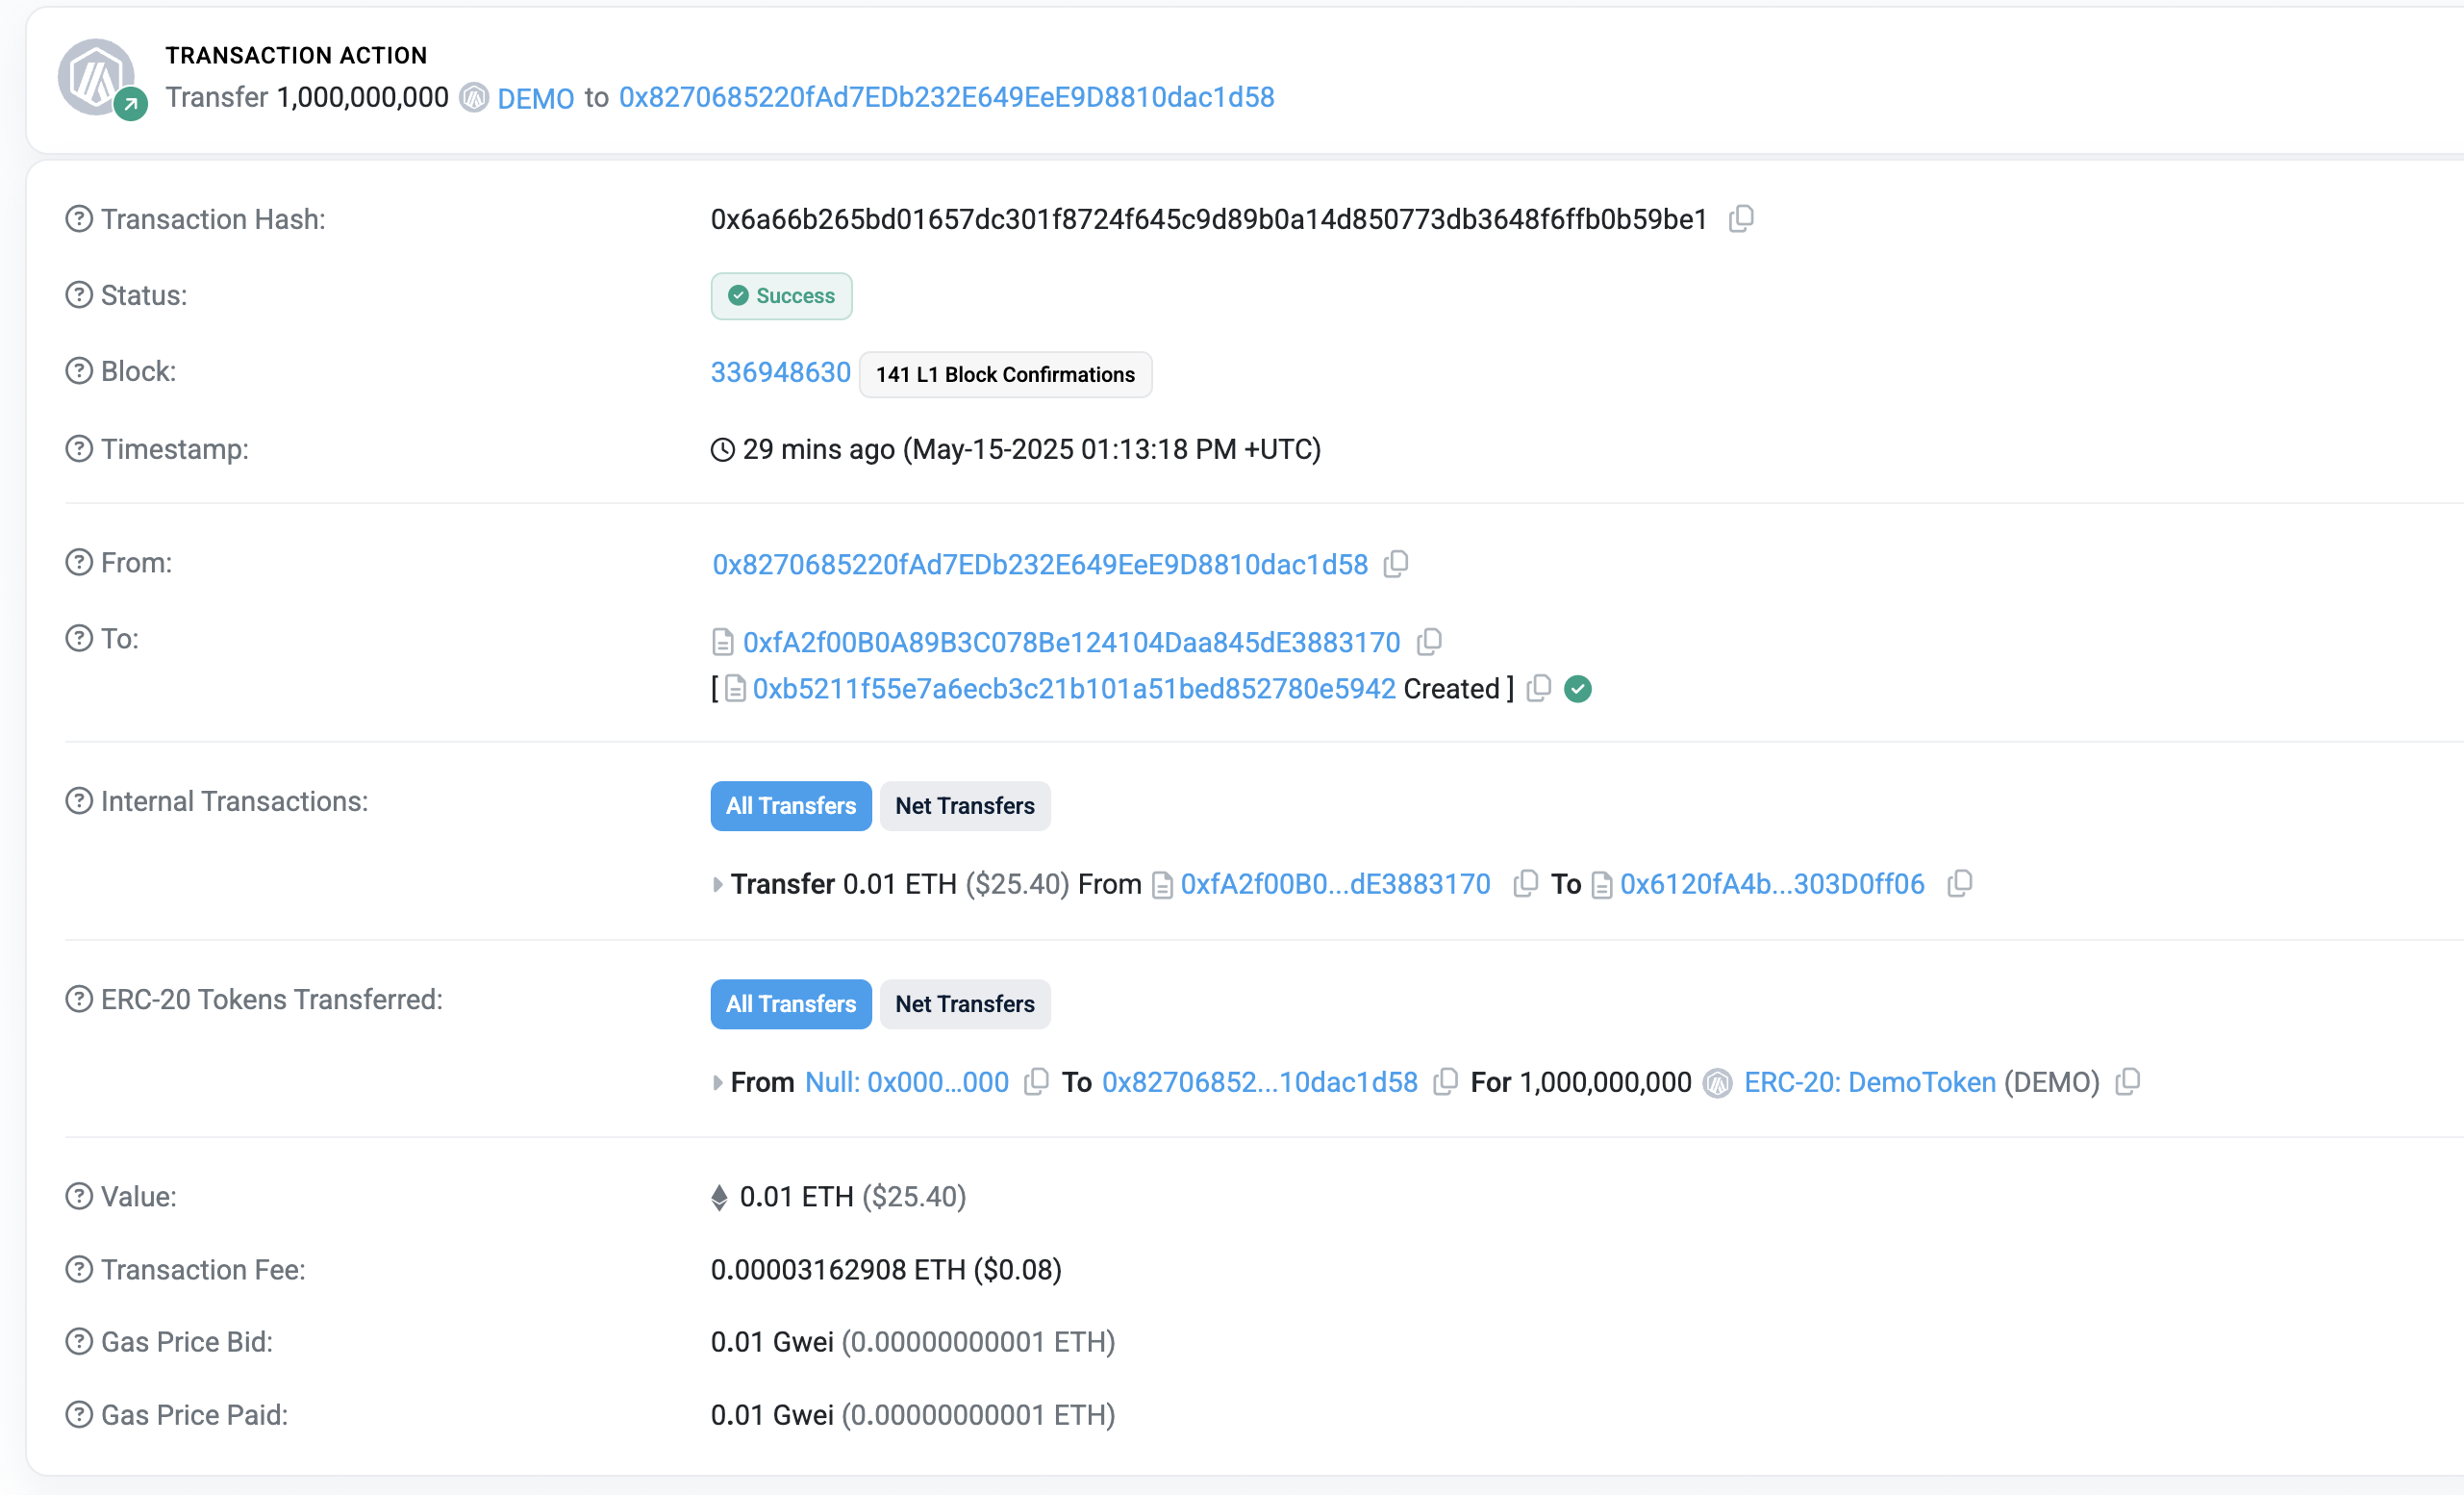 TRANSACTION ACTION
Transfer 1,000,000,000 DEMO to 0x8270685220fAd7EDb232E649EeE9D8810dac1d58
Transaction Hash: 0x6a66b265bd01657dc301f8724f645c9d89b0a14d850773db3648f6ffb0b59be1
Status: Success
Block: 336948630 141 L1 Block Confirmations
Timestamp: 29 mins ago (May-15-2025 01:13:18 PM +UTC)
From: 0x8270685220fAd7EDb232E649EeE9D8810dac1d58
To: 0xfA2f00B0A89B3C078Be124104Daa845dE3883170
[ 0xb5211f55e7a6ecb3c21b101a51bed852780e5942 Created ]
Internal Transactions: All Transfers Net Transfers
Transfer 0.01 ETH ($25.40) From 0xfA2f00B0...dE3883170 To 0x6120fA4b...303D0ff06
ERC-20 Tokens Transferred: All Transfers Net Transfers
From Null: 0x000...000 To 0x82706852...10dac1d58 For 1,000,000,000 ERC-20: DemoToken (DEMO)
Value: 0.01 ETH ($25.40)
Transaction Fee: 0.00003162908 ETH ($0.08)
Gas Price Bid: 0.01 Gwei (0.00000000001 ETH)
Gas Price Paid: 0.01 Gwei (0.00000000001 ETH)